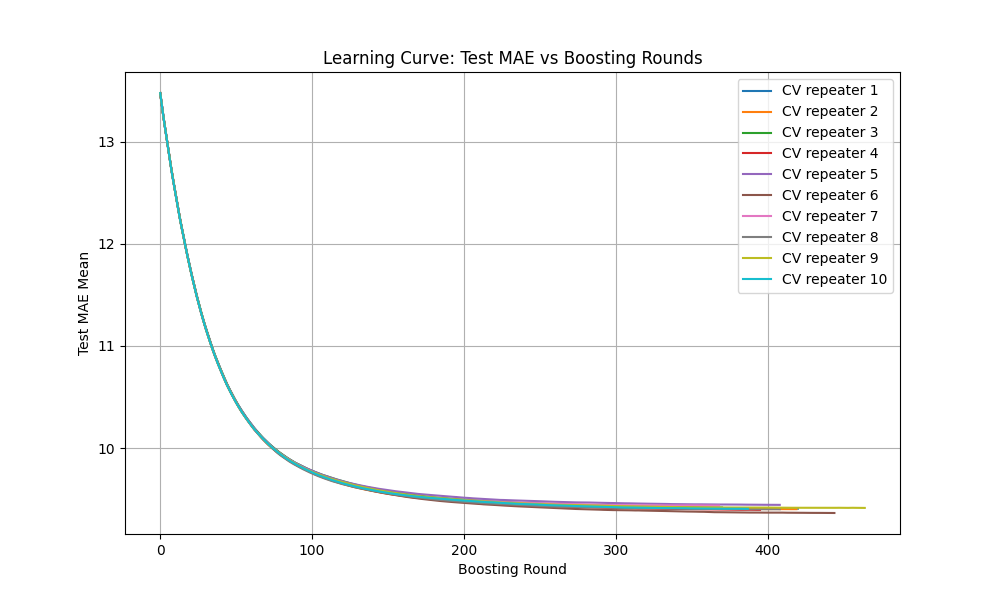 Learning Curve: Test MAE vs Boosting Rounds
CV repeater 1
CV repeater 2
CV repeater 3
CV repeater 4
CV repeater 5
CV repeater 6
CV repeater 7
CV repeater 8
CV repeater 9
CV repeater 10
13
12
11
10
Test MAE Mean
0
100
200
300
400
Boosting Round